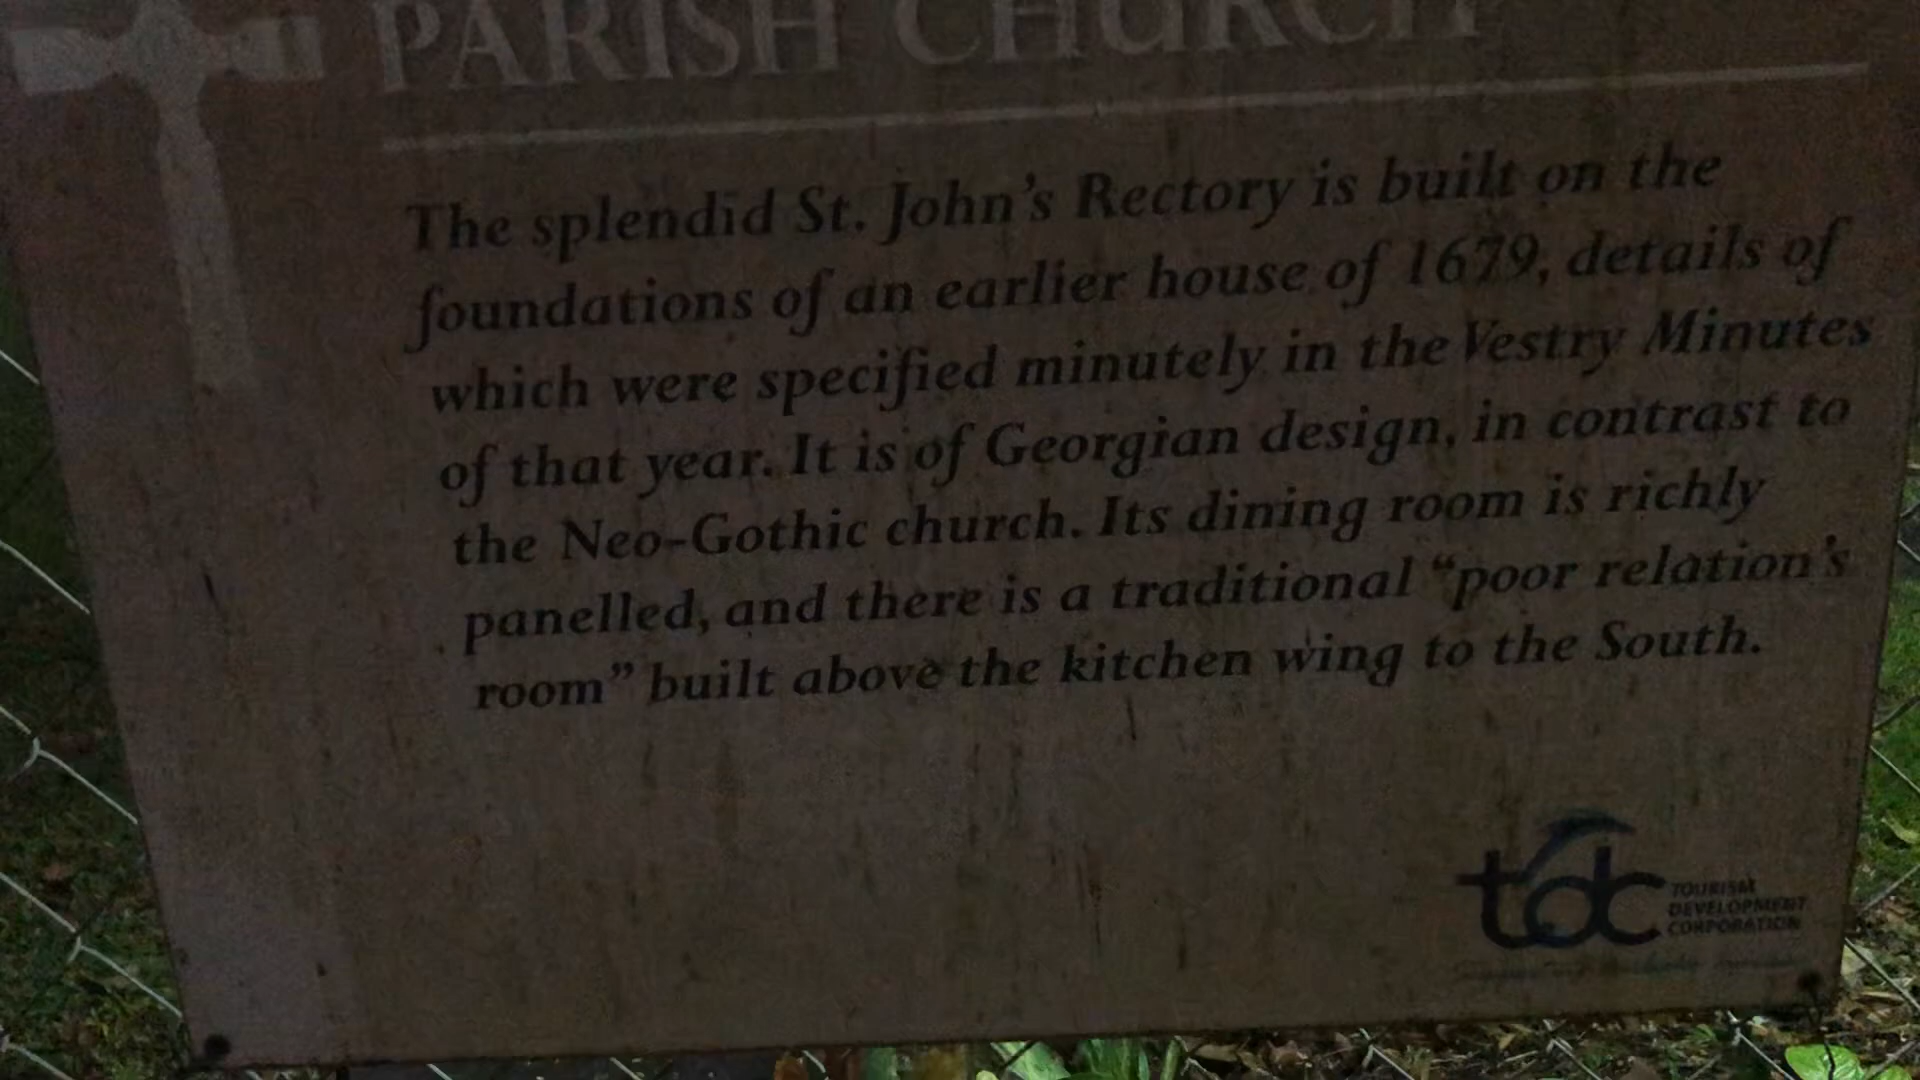 PARISH CHURCH
The splendid St. John's Rectory is built on the
foundations of an earlier house of 1679, details of
which were specified minutely in the Vestry Minutes
of that year. It is of Georgian design, in contrast to
the Neo-Gothic church. Its dining room is richly
panelled, and there is a traditional “poor relation's
room” built above the kitchen wing to the South.
tdc
TOURISM
DEVELOPMENT
CORPORATION